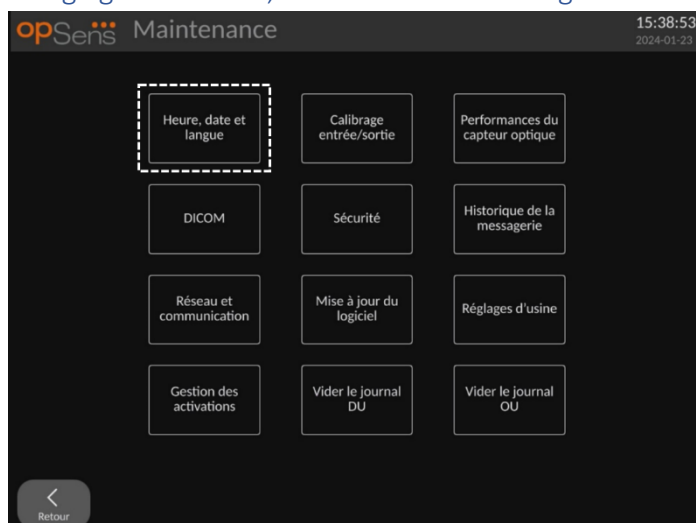 opSens Maintenance
15:38:53
2024-01-23
Heure, date et
langue
Calibrage
entrée/sortie
Performances du
capteur optique
DICOM
Sécurité
Historique de la
messagerie
Réseau et
communication
Mise à jour du
logiciel
Réglages d'usine
Gestion des
activations
Vider le journal
DU
Vider le journal
OU
Retour